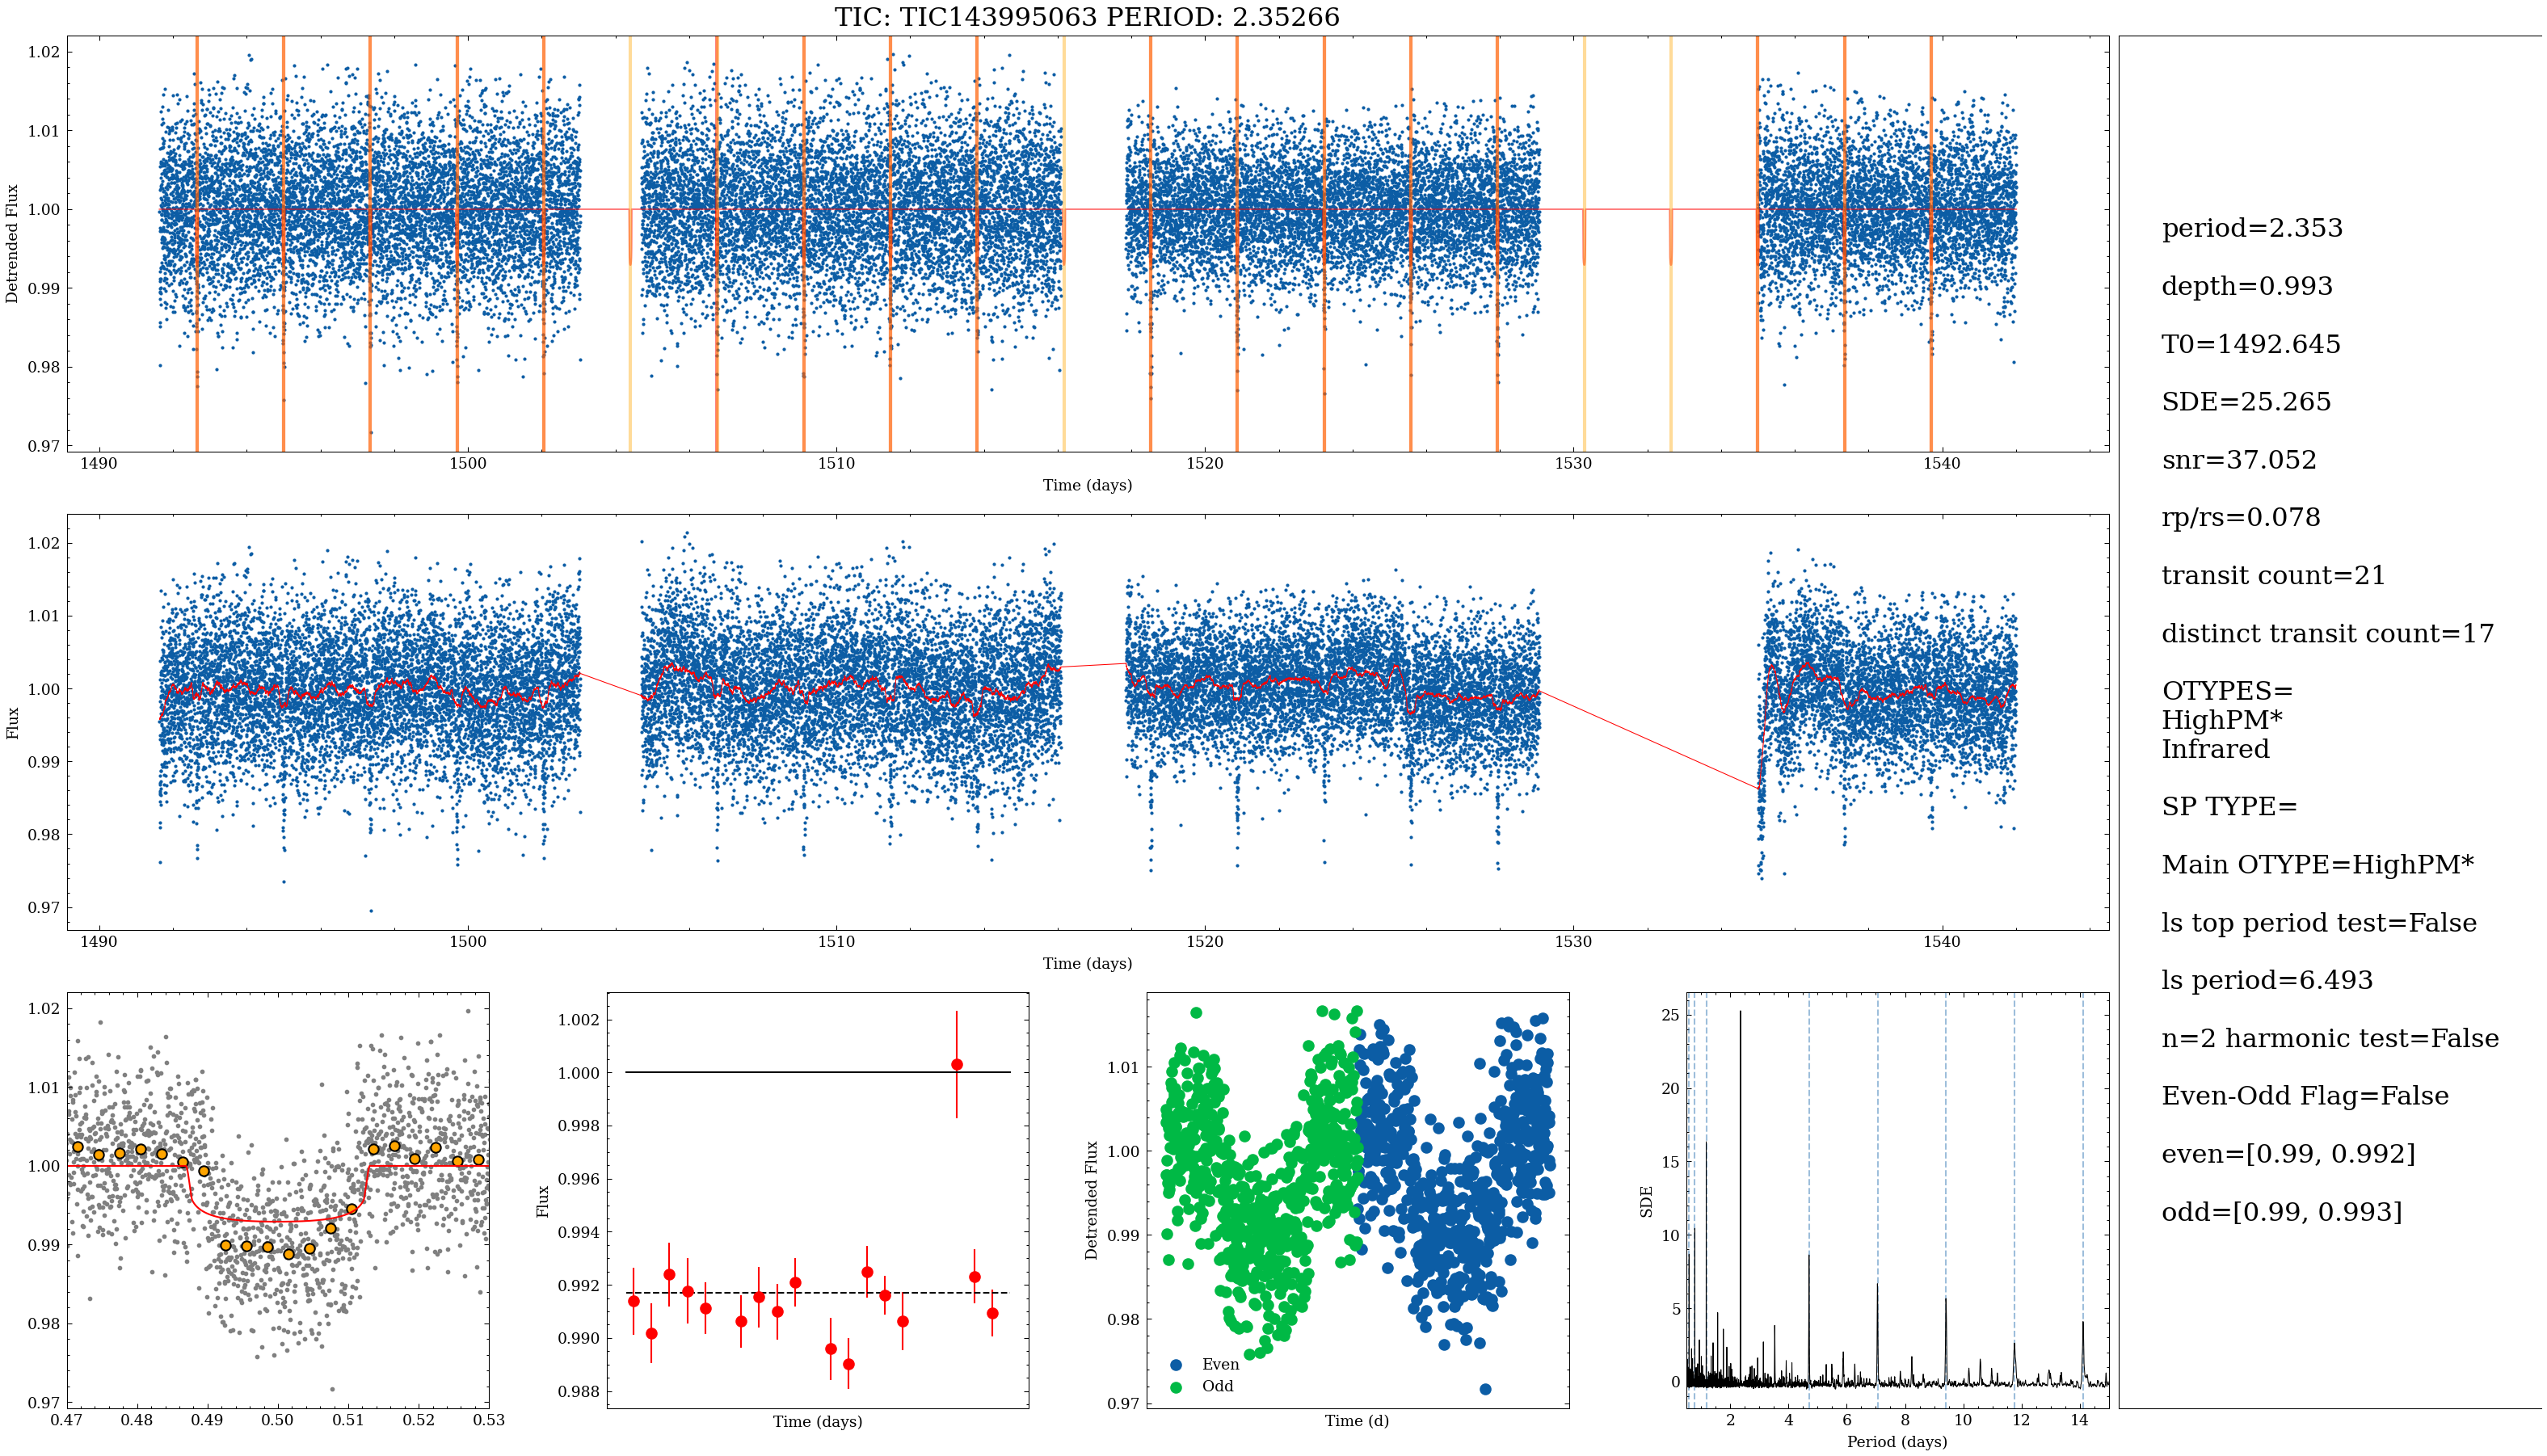 TIC: TIC143995063 PERIOD: 2.35266
1.02
1.01
1.00
0.99
0.98
0.97
Detrended Flux
1490
1500
1510
1520
1530
1540
Time (days)
1.02
1.01
1.00
0.99
0.98
0.97
Flux
1490
1500
1510
1520
1530
1540
Time (days)
1.02
1.01
1.00
0.99
0.98
0.97
0.47
0.48
0.49
0.50
0.51
0.52
0.53
1.002
1.000
0.998
0.996
0.994
0.992
0.990
0.988
Flux
Time (days)
1.01
1.00
0.99
0.98
0.97
Detrended Flux
Even
Odd
Time (d)
25
20
15
10
5
0
SDE
2
4
6
8
10
12
14
Period (days)
period=2.353
depth=0.993
T0=1492.645
SDE=25.265
snr=37.052
rp/rs=0.078
transit count=21
distinct transit count=17
OTYPES=
HighPM*
Infrared
SP TYPE=
Main OTYPE=HighPM*
ls top period test=False
ls period=6.493
n=2 harmonic test=False
Even-Odd Flag=False
even=[0.99, 0.992]
odd=[0.99, 0.993]